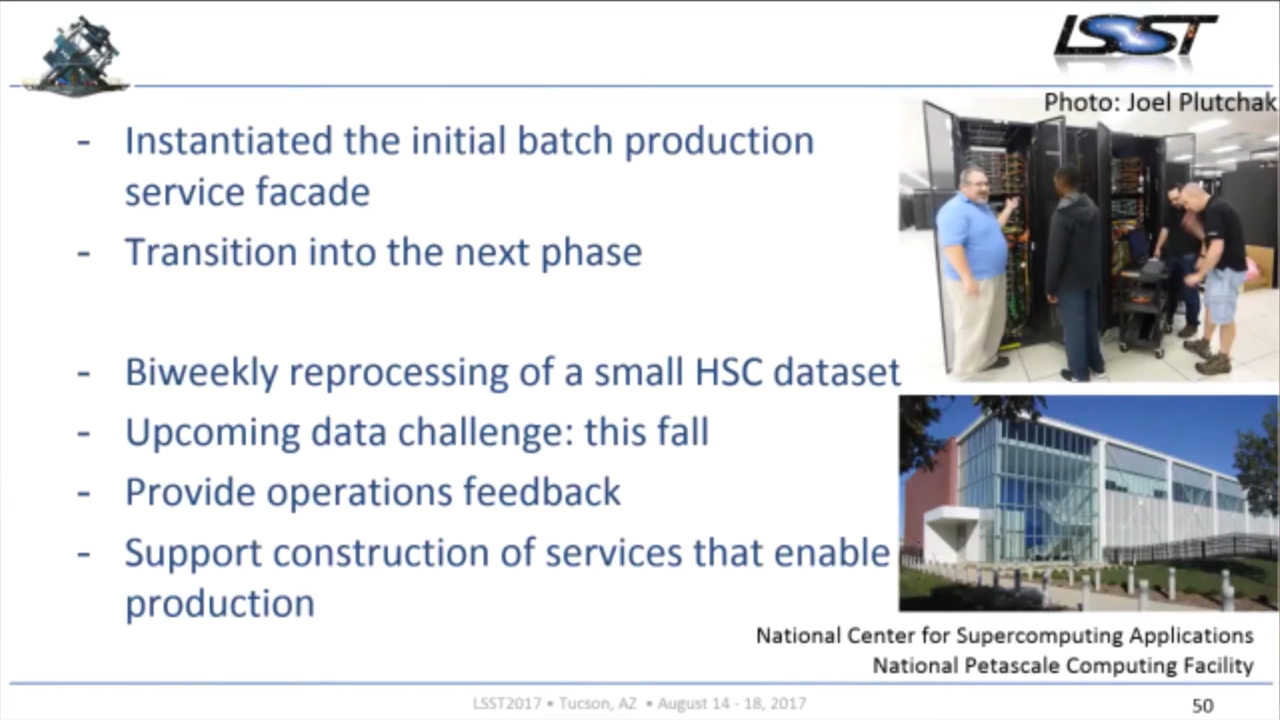 LSST
Photo: Joel Plutchak
- Instantiated the initial batch production
service facade
- Transition into the next phase
- Biweekly reprocessing of a small HSC dataset
- Upcoming data challenge: this fall
- Provide operations feedback
- Support construction of services that enable
production
National Center for Supercomputing Applications
National Petascale Computing Facility
LSST2017 • Tucson, AZ • August 14 - 18, 2017
50